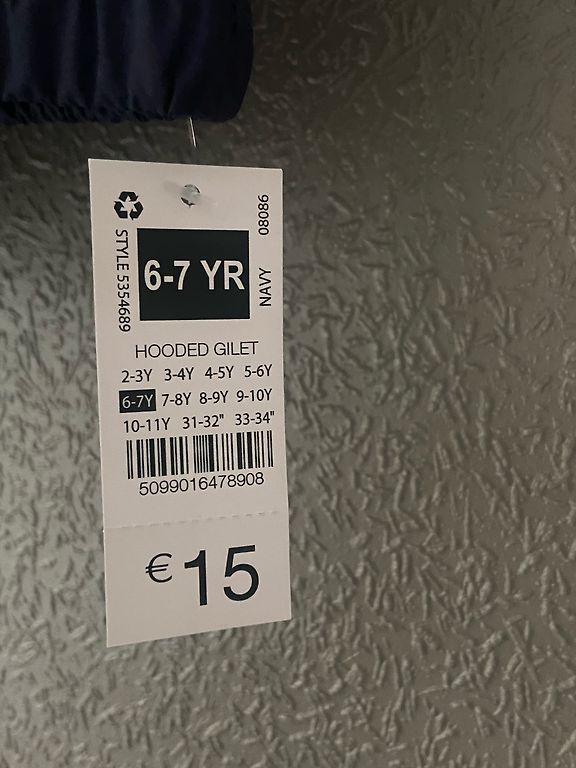 STYLE 5354689
6-7 YR
NAVY 08086
HOODED GILET
2-3Y 3-4Y 4-5Y 5-6Y
6-7Y 7-8Y 8-9Y 9-10Y
10-11Y 31-32" 33-34"
5099016478908
€15